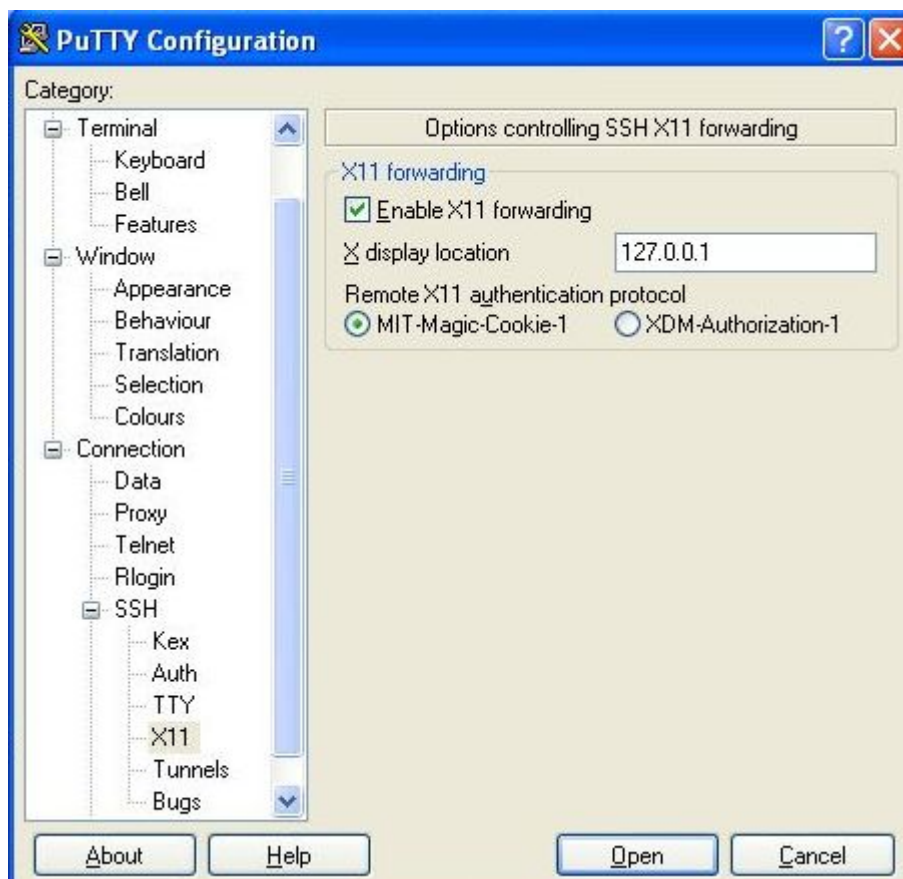 PuTTY Configuration
Category:
Terminal
Keyboard
Bell
Features
Window
Appearance
Behaviour
Translation
Selection
Colours
Connection
Data
Proxy
Telnet
Rlogin
SSH
Kex
Auth
TTY
X11
Tunnels
Bugs
Options controlling SSH X11 forwarding
X11 forwarding
Enable X11 forwarding
X display location 127.0.0.1
Remote X11 authentication protocol
MIT-Magic-Cookie-1 XDM-Authorization-1
About Help Open Cancel